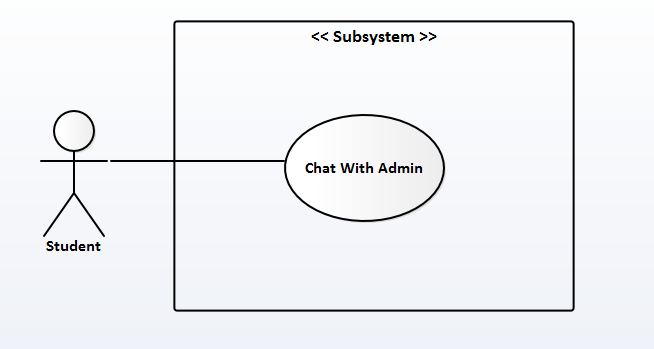 << Subsystem >>
Chat With Admin
Student